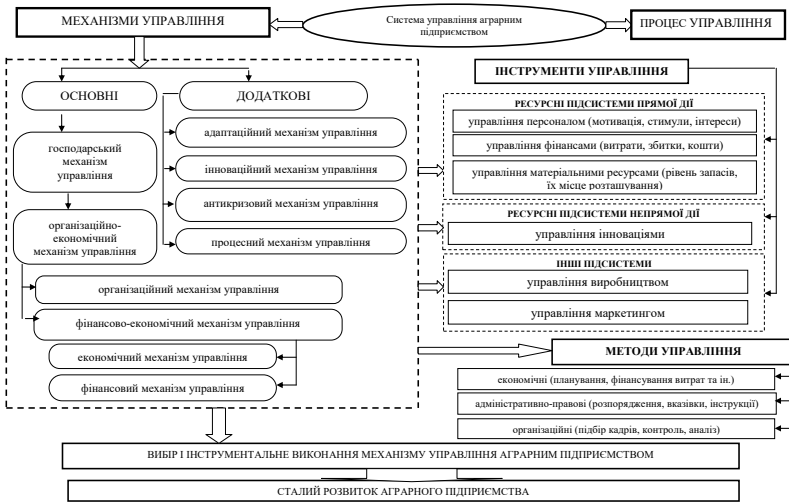 МЕХАНІЗМИ УПРАВЛІННЯ
Система управління аграрним
підприємством
ПРОЦЕС УПРАВЛІННЯ
ІНСТРУМЕНТИ УПРАВЛІННЯ
ОСНОВНІ
ДОДАТКОВІ
господарський
механізм
управління
організаційно-
економічний
механізм управління
адаптаційний механізм управління
інноваційний механізм управління
антикризовий механізм управління
процесний механізм управління
організаційний механізм управління
фінансово-економічний механізм управління
економічний механізм управління
фінансовий механізм управління
РЕСУРСНІ ПІДСИСТЕМИ ПРЯМОЇ ДІЇ
управління персоналом (мотивація, стимули, інтереси)
управління фінансами (витрати, збитки, кошти)
управління матеріальними ресурсами (рівень запасів,
їх місце розташування)
РЕСУРСНІ ПІДСИСТЕМИ НЕПРЯМОЇ ДІЇ
управління інноваціями
ІНШІ ПІДСИСТЕМИ
управління виробництвом
управління маркетингом
МЕТОДИ УПРАВЛІННЯ
економічні (планування, фінансування витрат та ін.)
адміністративно-правові (розпорядження, вказівки, інструкції)
організаційні (підбір кадрів, контроль, аналіз)
ВИБІР І ІНСТРУМЕНТАЛЬНЕ ВИКОНАННЯ МЕХАНІЗМУ УПРАВЛІННЯ АГРАРНИМ ПІДПРИЄМСТВОМ
СТАЛИЙ РОЗВИТОК АГРАРНОГО ПІДПРИЄМСТВА